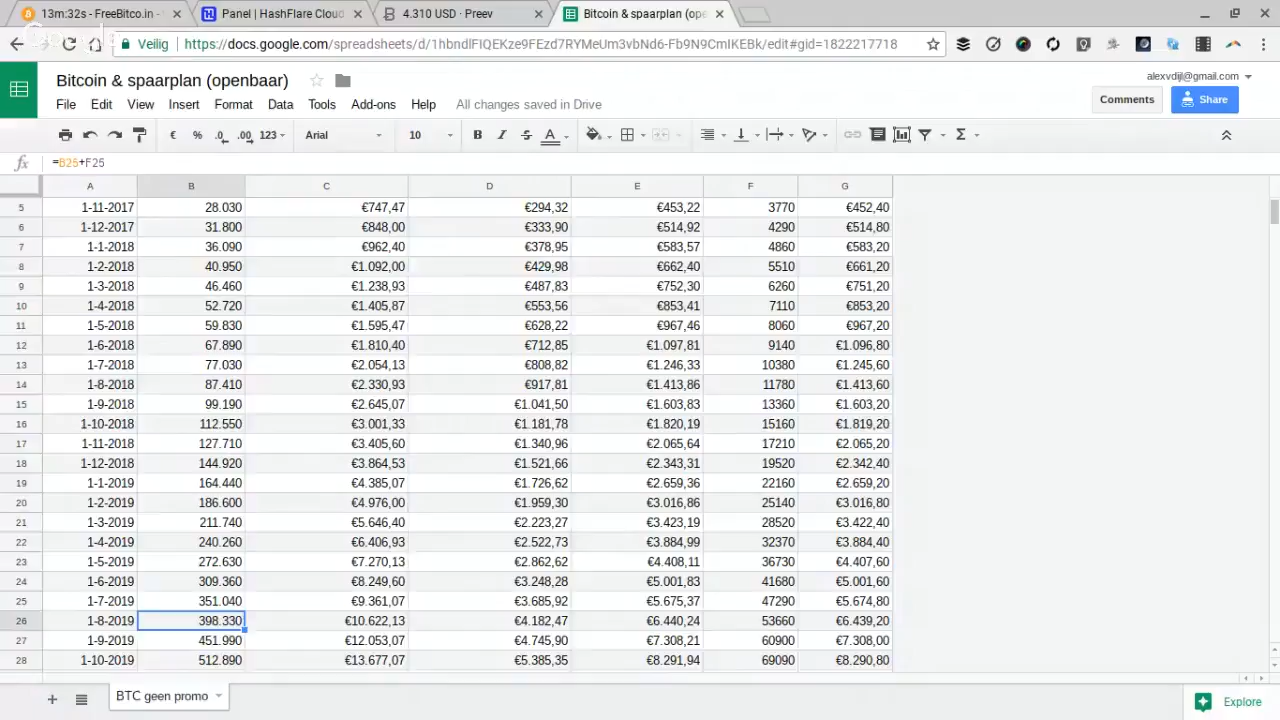 13m:32s - FreeBitco.in -
Panel | HashFlare Cloud
4.310 USD - Preev
Bitcoin & spaarplan (ope
Veilig
https://docs.google.com/spreadsheets/d/1hbndlFIQEKze9FEzd7RYMeUm3vbNd6-Fb9N9CmIKEBk/edit#gid=1822217718
Bitcoin & spaarplan (openbaar)
alexvdijl@gmail.com
File Edit View Insert Format Data Tools Add-ons Help All changes saved in Drive
Comments Share
€ % .0 .00 123 Arial 10 B I S A Σ
fx =B25+F25
A B C D E F G
5 1-11-2017 28.030 €747,47 €294,32 €453,22 3770 €452,40
6 1-12-2017 31.800 €848,00 €333,90 €514,92 4290 €514,80
7 1-1-2018 36.090 €962,40 €378,95 €583,57 4860 €583,20
8 1-2-2018 40.950 €1.092,00 €429,98 €662,40 5510 €661,20
9 1-3-2018 46.460 €1.238,93 €487,83 €752,30 6260 €751,20
10 1-4-2018 52.720 €1.405,87 €553,56 €853,41 7110 €853,20
11 1-5-2018 59.830 €1.595,47 €628,22 €967,46 8060 €967,20
12 1-6-2018 67.890 €1.810,40 €712,85 €1.097,81 9140 €1.096,80
13 1-7-2018 77.030 €2.054,13 €808,82 €1.246,33 10380 €1.245,60
14 1-8-2018 87.410 €2.330,93 €917,81 €1.413,86 11780 €1.413,60
15 1-9-2018 99.190 €2.645,07 €1.041,50 €1.603,83 13360 €1.603,20
16 1-10-2018 112.550 €3.001,33 €1.181,78 €1.820,19 15160 €1.819,20
17 1-11-2018 127.710 €3.405,60 €1.340,96 €2.065,64 17210 €2.065,20
18 1-12-2018 144.920 €3.864,53 €1.521,66 €2.343,31 19520 €2.342,40
19 1-1-2019 164.440 €4.385,07 €1.726,62 €2.659,36 22160 €2.659,20
20 1-2-2019 186.600 €4.976,00 €1.959,30 €3.016,86 25140 €3.016,80
21 1-3-2019 211.740 €5.646,40 €2.223,27 €3.423,19 28520 €3.422,40
22 1-4-2019 240.260 €6.406,93 €2.522,73 €3.884,99 32370 €3.884,40
23 1-5-2019 272.630 €7.270,13 €2.862,62 €4.408,11 36730 €4.407,60
24 1-6-2019 309.360 €8.249,60 €3.248,28 €5.001,83 41680 €5.001,60
25 1-7-2019 351.040 €9.361,07 €3.685,92 €5.675,37 47290 €5.674,80
26 1-8-2019 398.330 €10.622,13 €4.182,47 €6.440,24 53660 €6.439,20
27 1-9-2019 451.990 €12.053,07 €4.745,90 €7.308,21 60900 €7.308,00
28 1-10-2019 512.890 €13.677,07 €5.385,35 €8.291,94 69090 €8.290,80
BTC geen promo
Explore